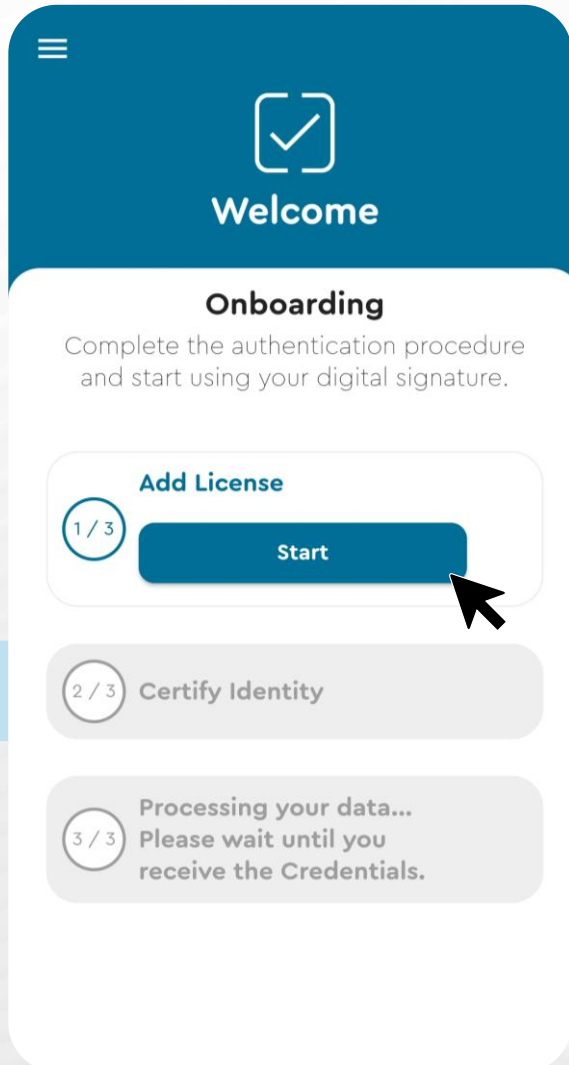 Welcome
Onboarding
Complete the authentication procedure
and start using your digital signature.
Add License
1 / 3
Start
2 / 3
Certify Identity
Processing your data...
3 / 3
Please wait until you
receive the Credentials.